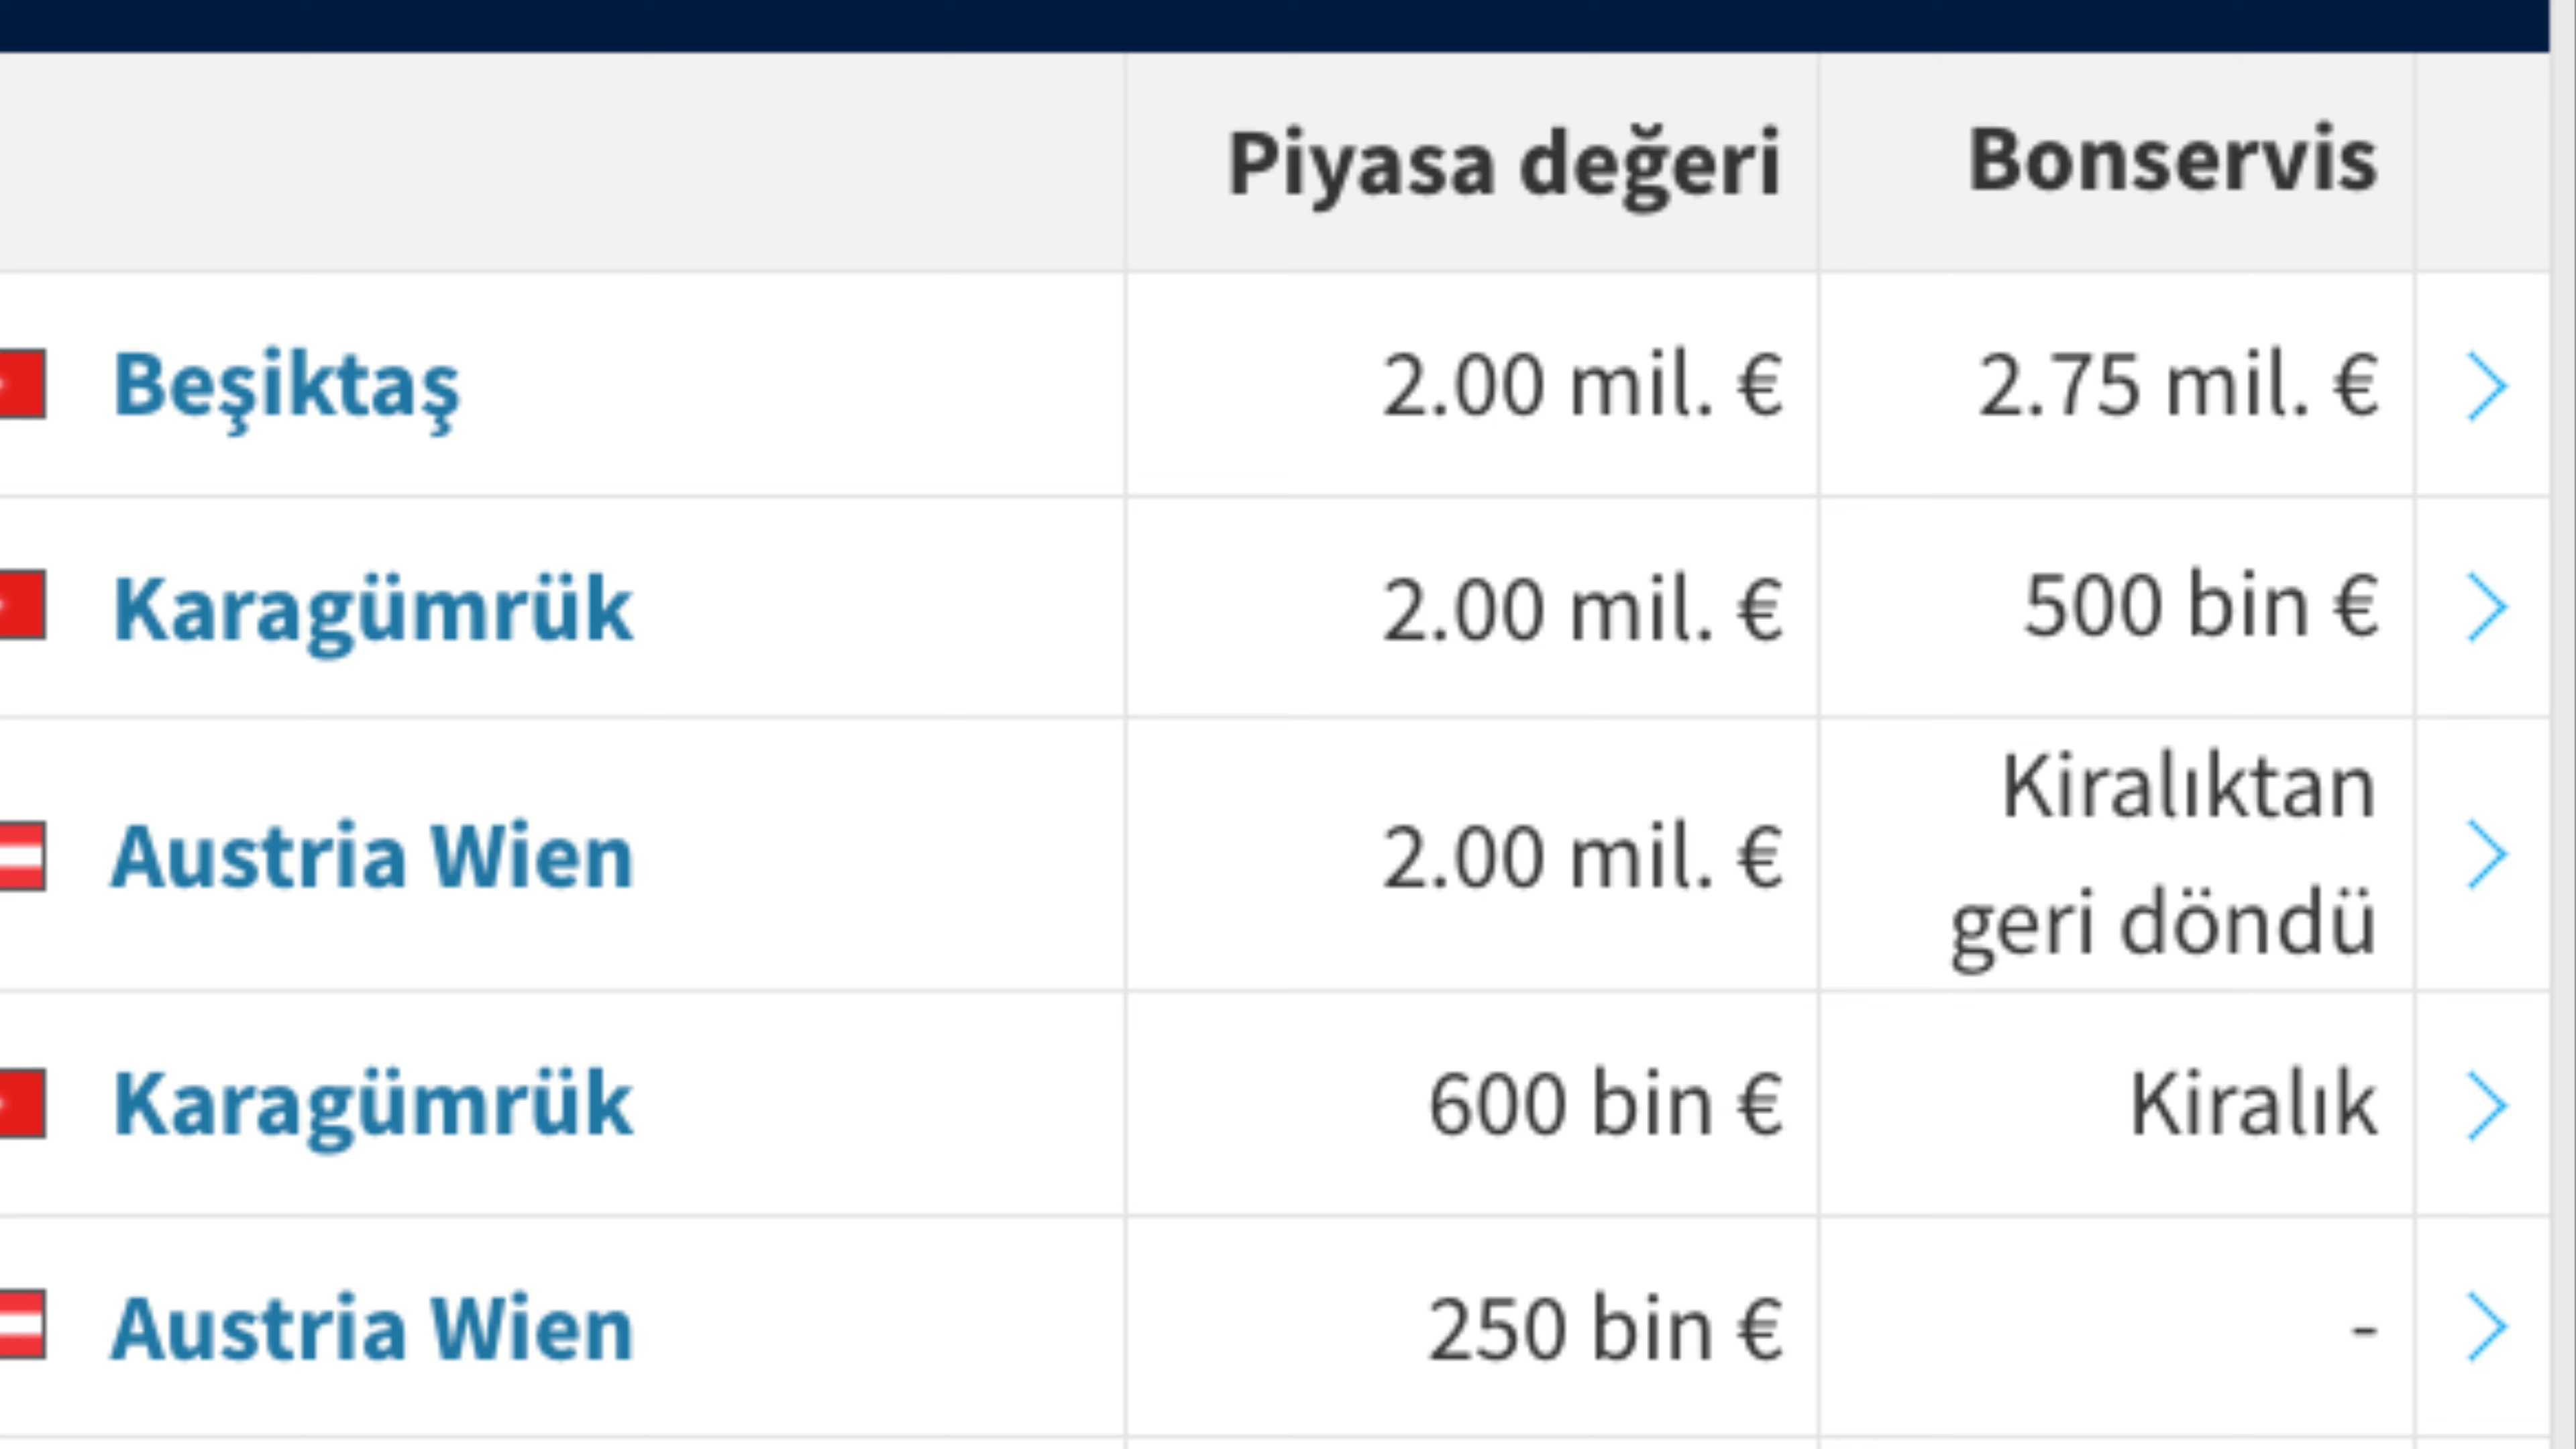 Piyasa değeri Bonservis
Beşiktaş 2.00 mil. € 2.75 mil. €
Karagümrük 2.00 mil. € 500 bin €
Austria Wien 2.00 mil. € Kiralıktan
geri döndü
Karagümrük 600 bin € Kiralık
Austria Wien 250 bin € -